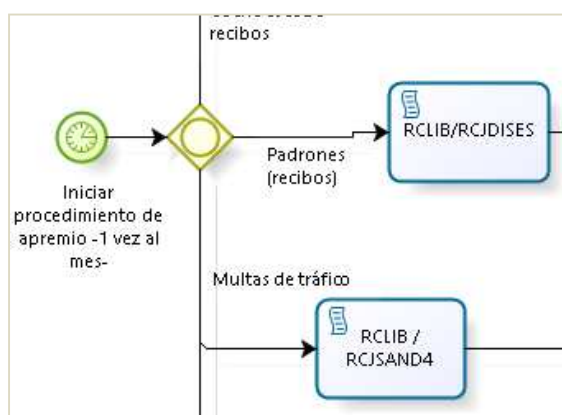 recibos
RCLIB/RCJDISES
Padrones
(recibos)
Iniciar
procedimiento de
apremio -1 vez al
mes-
Multas de tráfico
RCLIB /
RCJSAND4